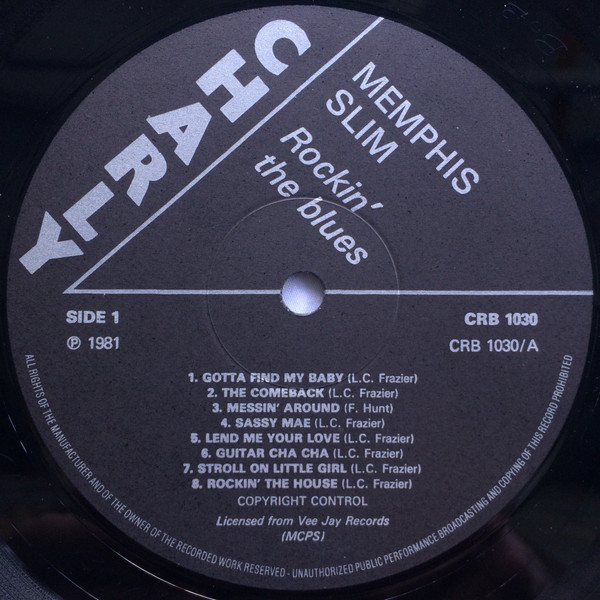 CHARLY
MEMPHIS
SLIM
Rockin'
the blues
SIDE 1
℗ 1981
CRB 1030
CRB 1030/A
1. GOTTA FIND MY BABY (L.C. Frazier)
2. THE COMEBACK (L.C. Frazier)
3. MESSIN' AROUND (F. Hunt)
4. SASSY MAE (L.C. Frazier)
5. LEND ME YOUR LOVE (L.C. Frazier)
6. GUITAR CHA CHA (L.C. Frazier)
7. STROLL ON LITTLE GIRL (L.C. Frazier)
8. ROCKIN' THE HOUSE (L.C. Frazier)
COPYRIGHT CONTROL
Licensed from Vee Jay Records
(MCPS)
ALL RIGHTS OF THE MANUFACTURER AND OF THE OWNER OF THE RECORDED WORK RESERVED - UNAUTHORIZED PUBLIC PERFORMANCE BROADCASTING AND COPYING OF THIS RECORD PROHIBITED